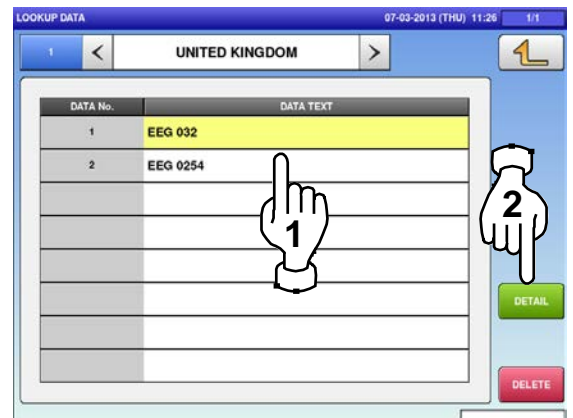 LOOKUP DATA 07-03-2013 (THU) 11:26 1/1
1 < UNITED KINGDOM >
DATA No. DATA TEXT
1 EEG 032
2 EEG 0254
1
2
DETAIL
DELETE